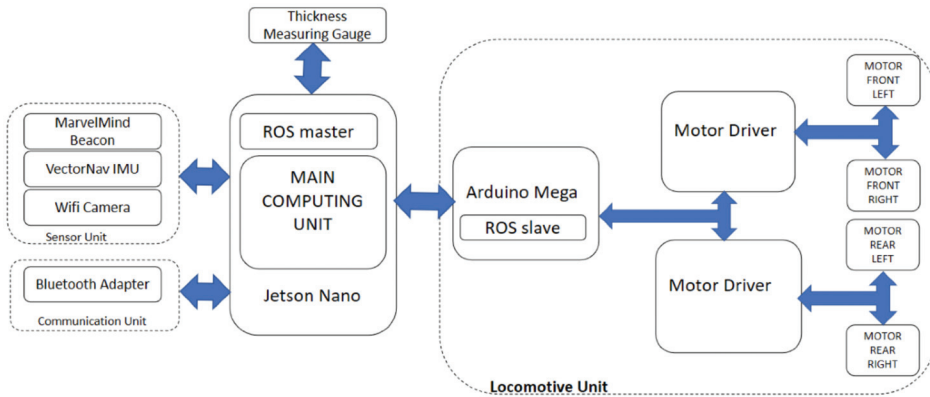 Thickness
Measuring Gauge
MarvelMind
Beacon
VectorNav IMU
Wifi Camera
Sensor Unit
Bluetooth Adapter
Communication Unit
ROS master
MAIN
COMPUTING
UNIT
Jetson Nano
Arduino Mega
ROS slave
Motor Driver
Motor Driver
MOTOR
FRONT
LEFT
MOTOR
FRONT
RIGHT
MOTOR
REAR
LEFT
MOTOR
REAR
RIGHT
Locomotive Unit